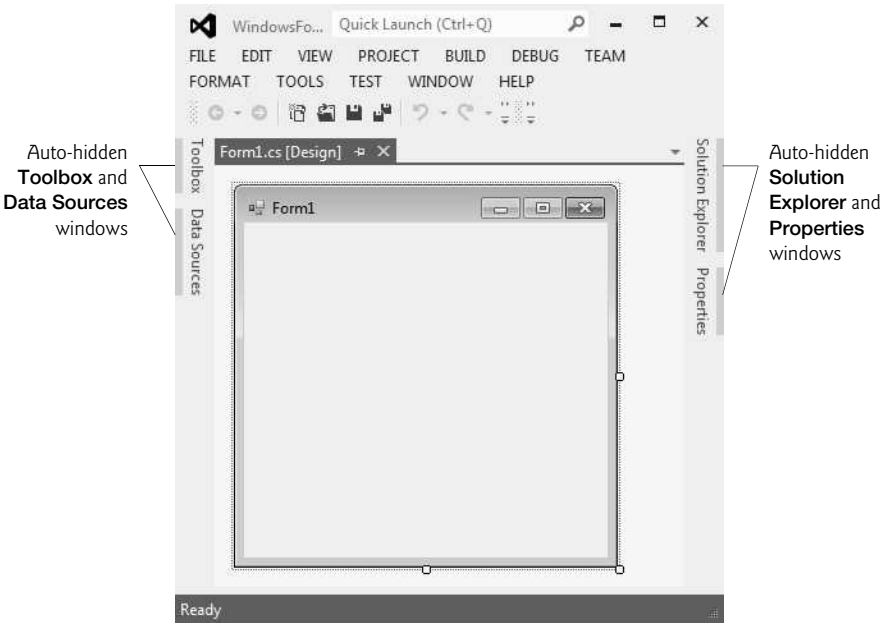 WindowsFo... Quick Launch (Ctrl+Q)
FILE EDIT VIEW PROJECT BUILD DEBUG TEAM
FORMAT TOOLS TEST WINDOW HELP
Form1.cs [Design]
Auto-hidden
Toolbox and
Data Sources
windows
Toolbox
Data Sources
Form1
Solution Explorer
Properties
Auto-hidden
Solution
Explorer and
Properties
windows
Ready